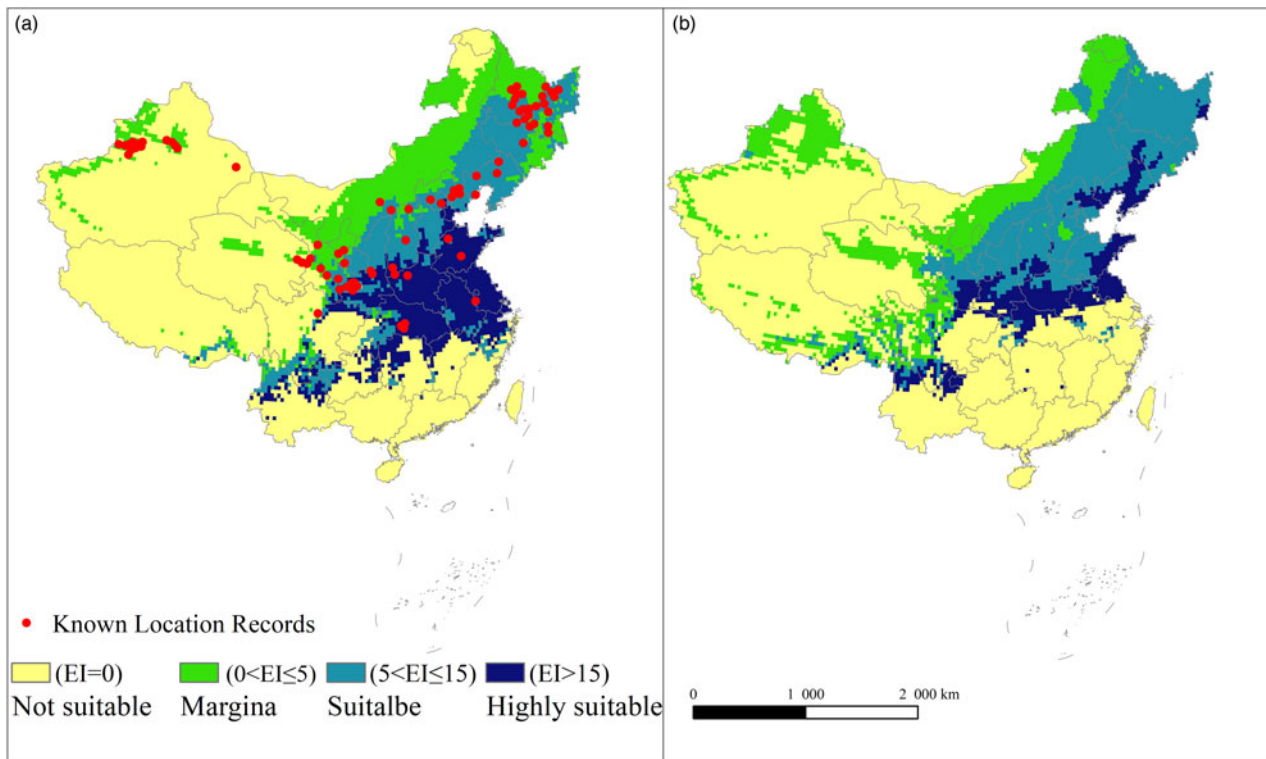 (a)
(b)
Known Location Records
(EI=0) (0<EI≤5) (5<EI≤15) (EI>15)
Not suitable Margina Suitalbe Highly suitable
0 1 000 2 000 km